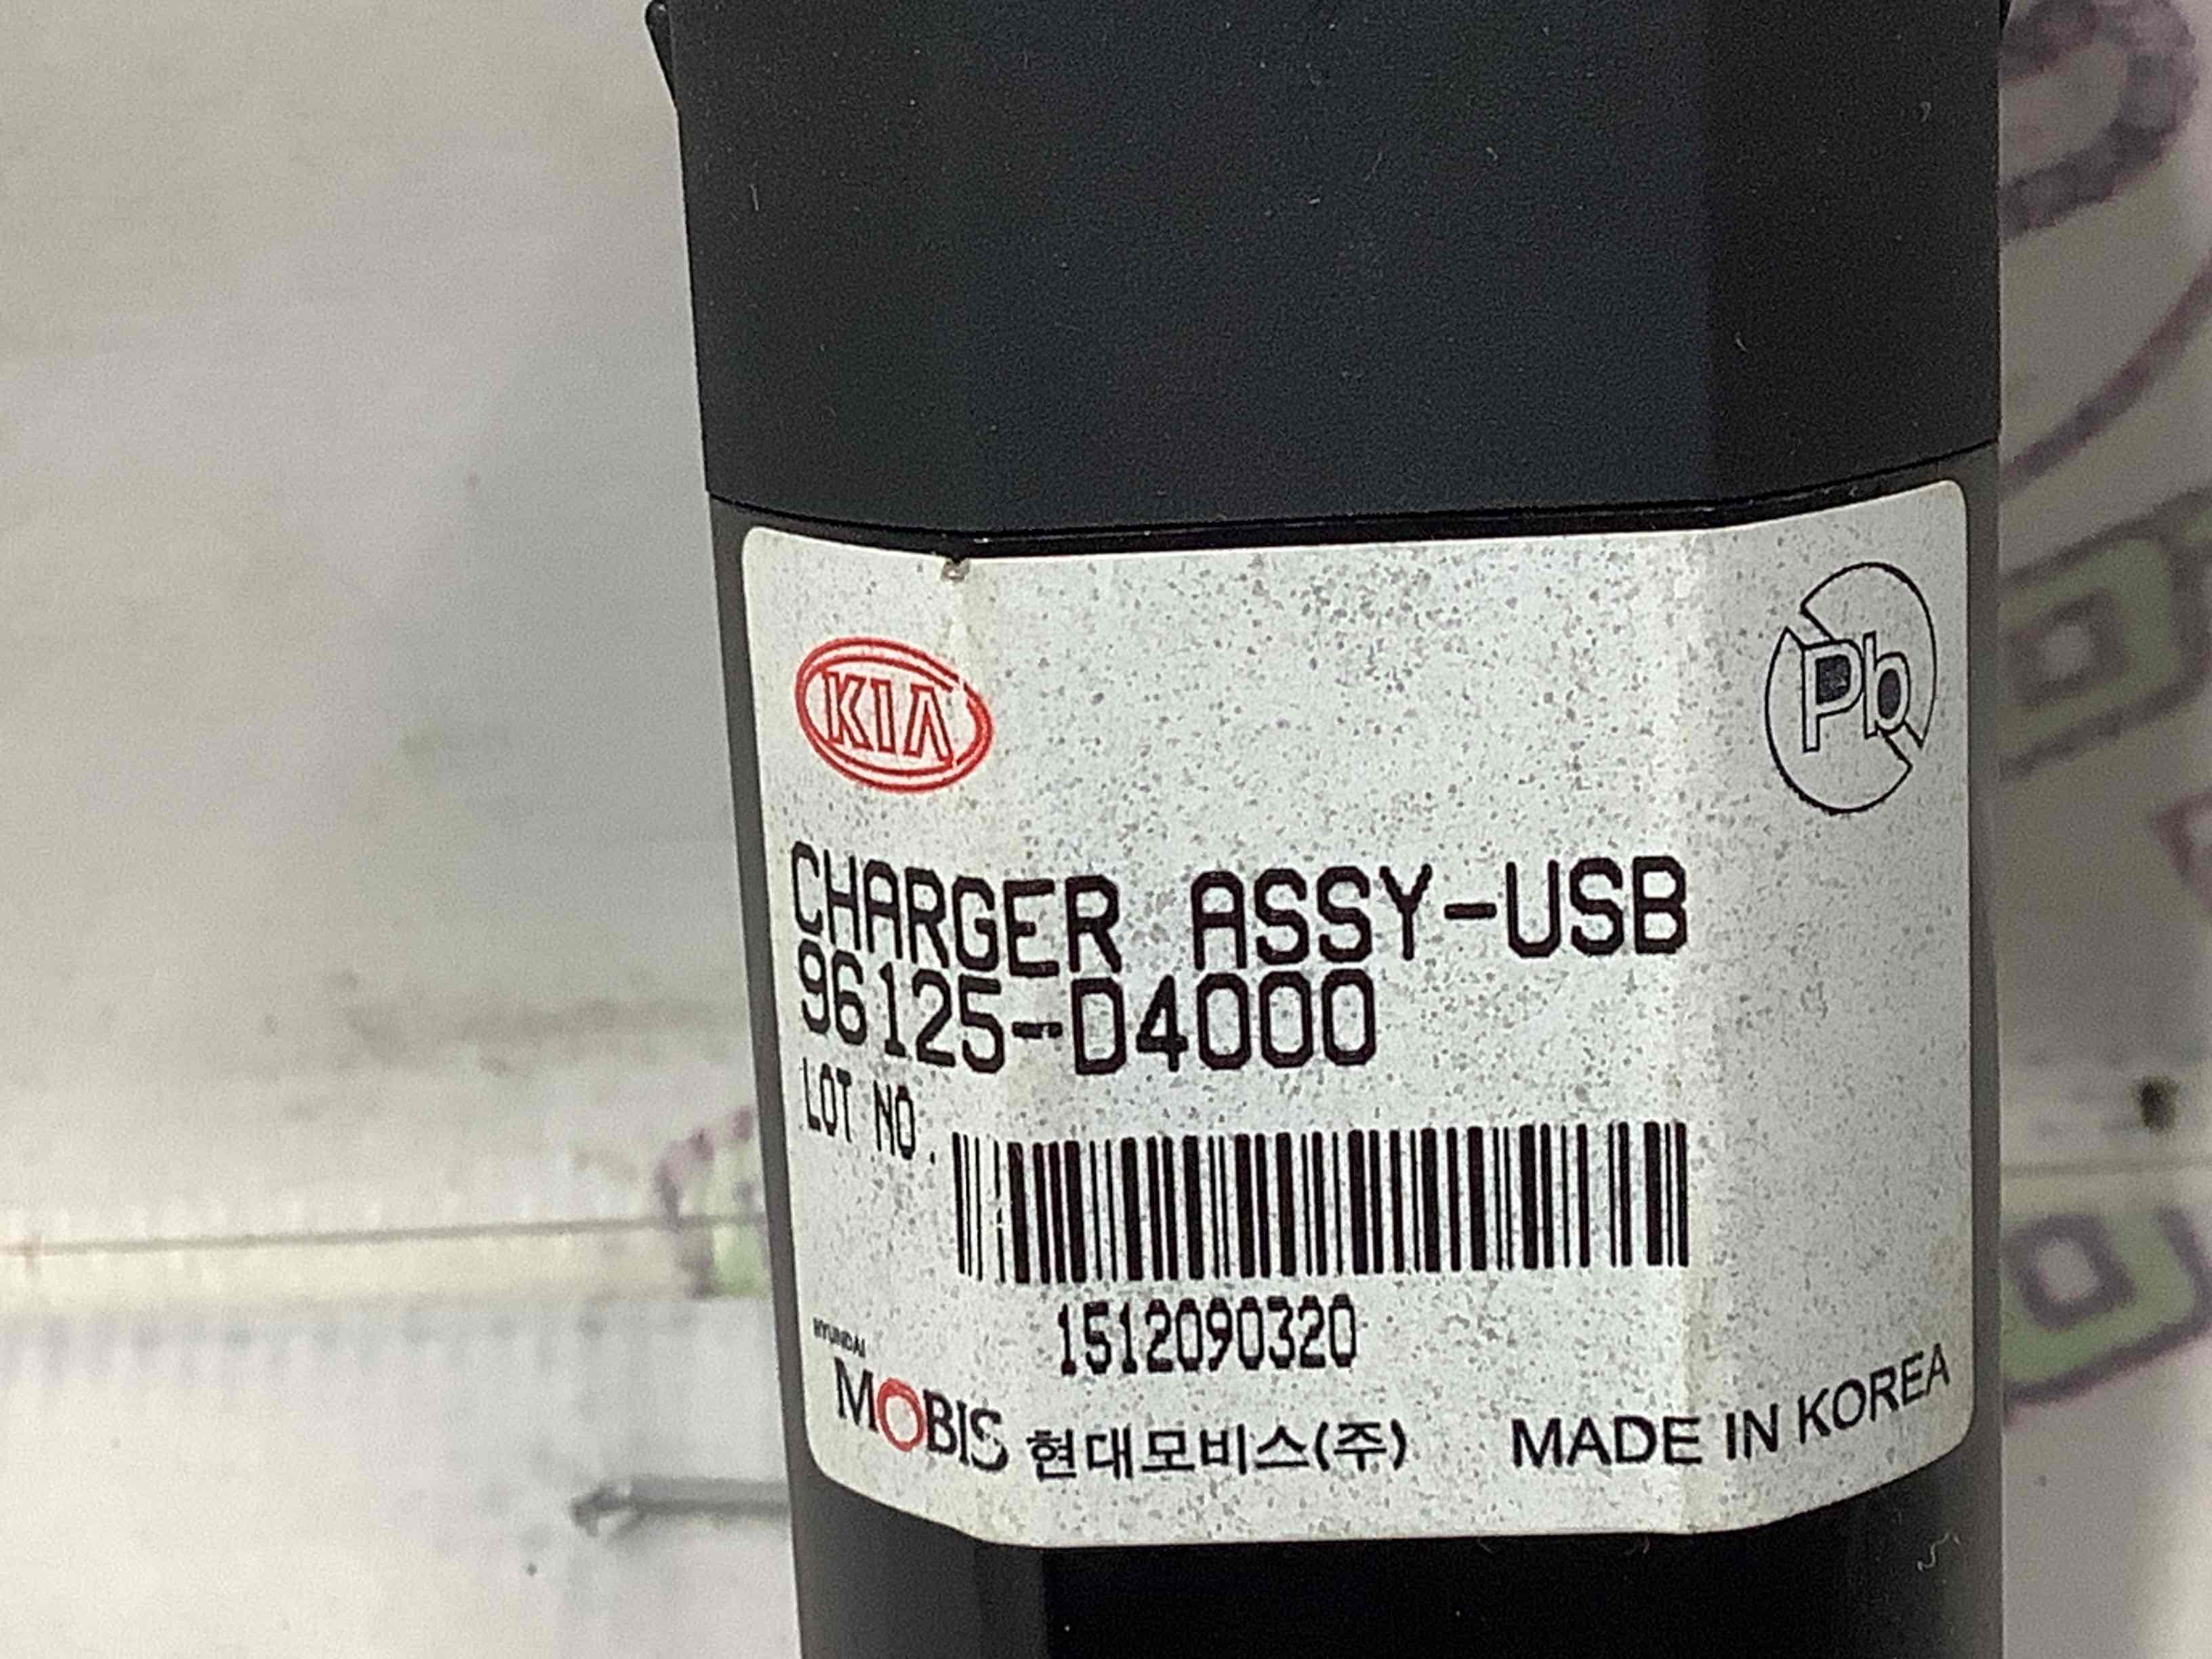 KIA
Pb
CHARGER ASSY-USB
96125-D4000
LOT NO.
1512090320
HYUNDAI
MOBIS 현대모비스(주) MADE IN KOREA